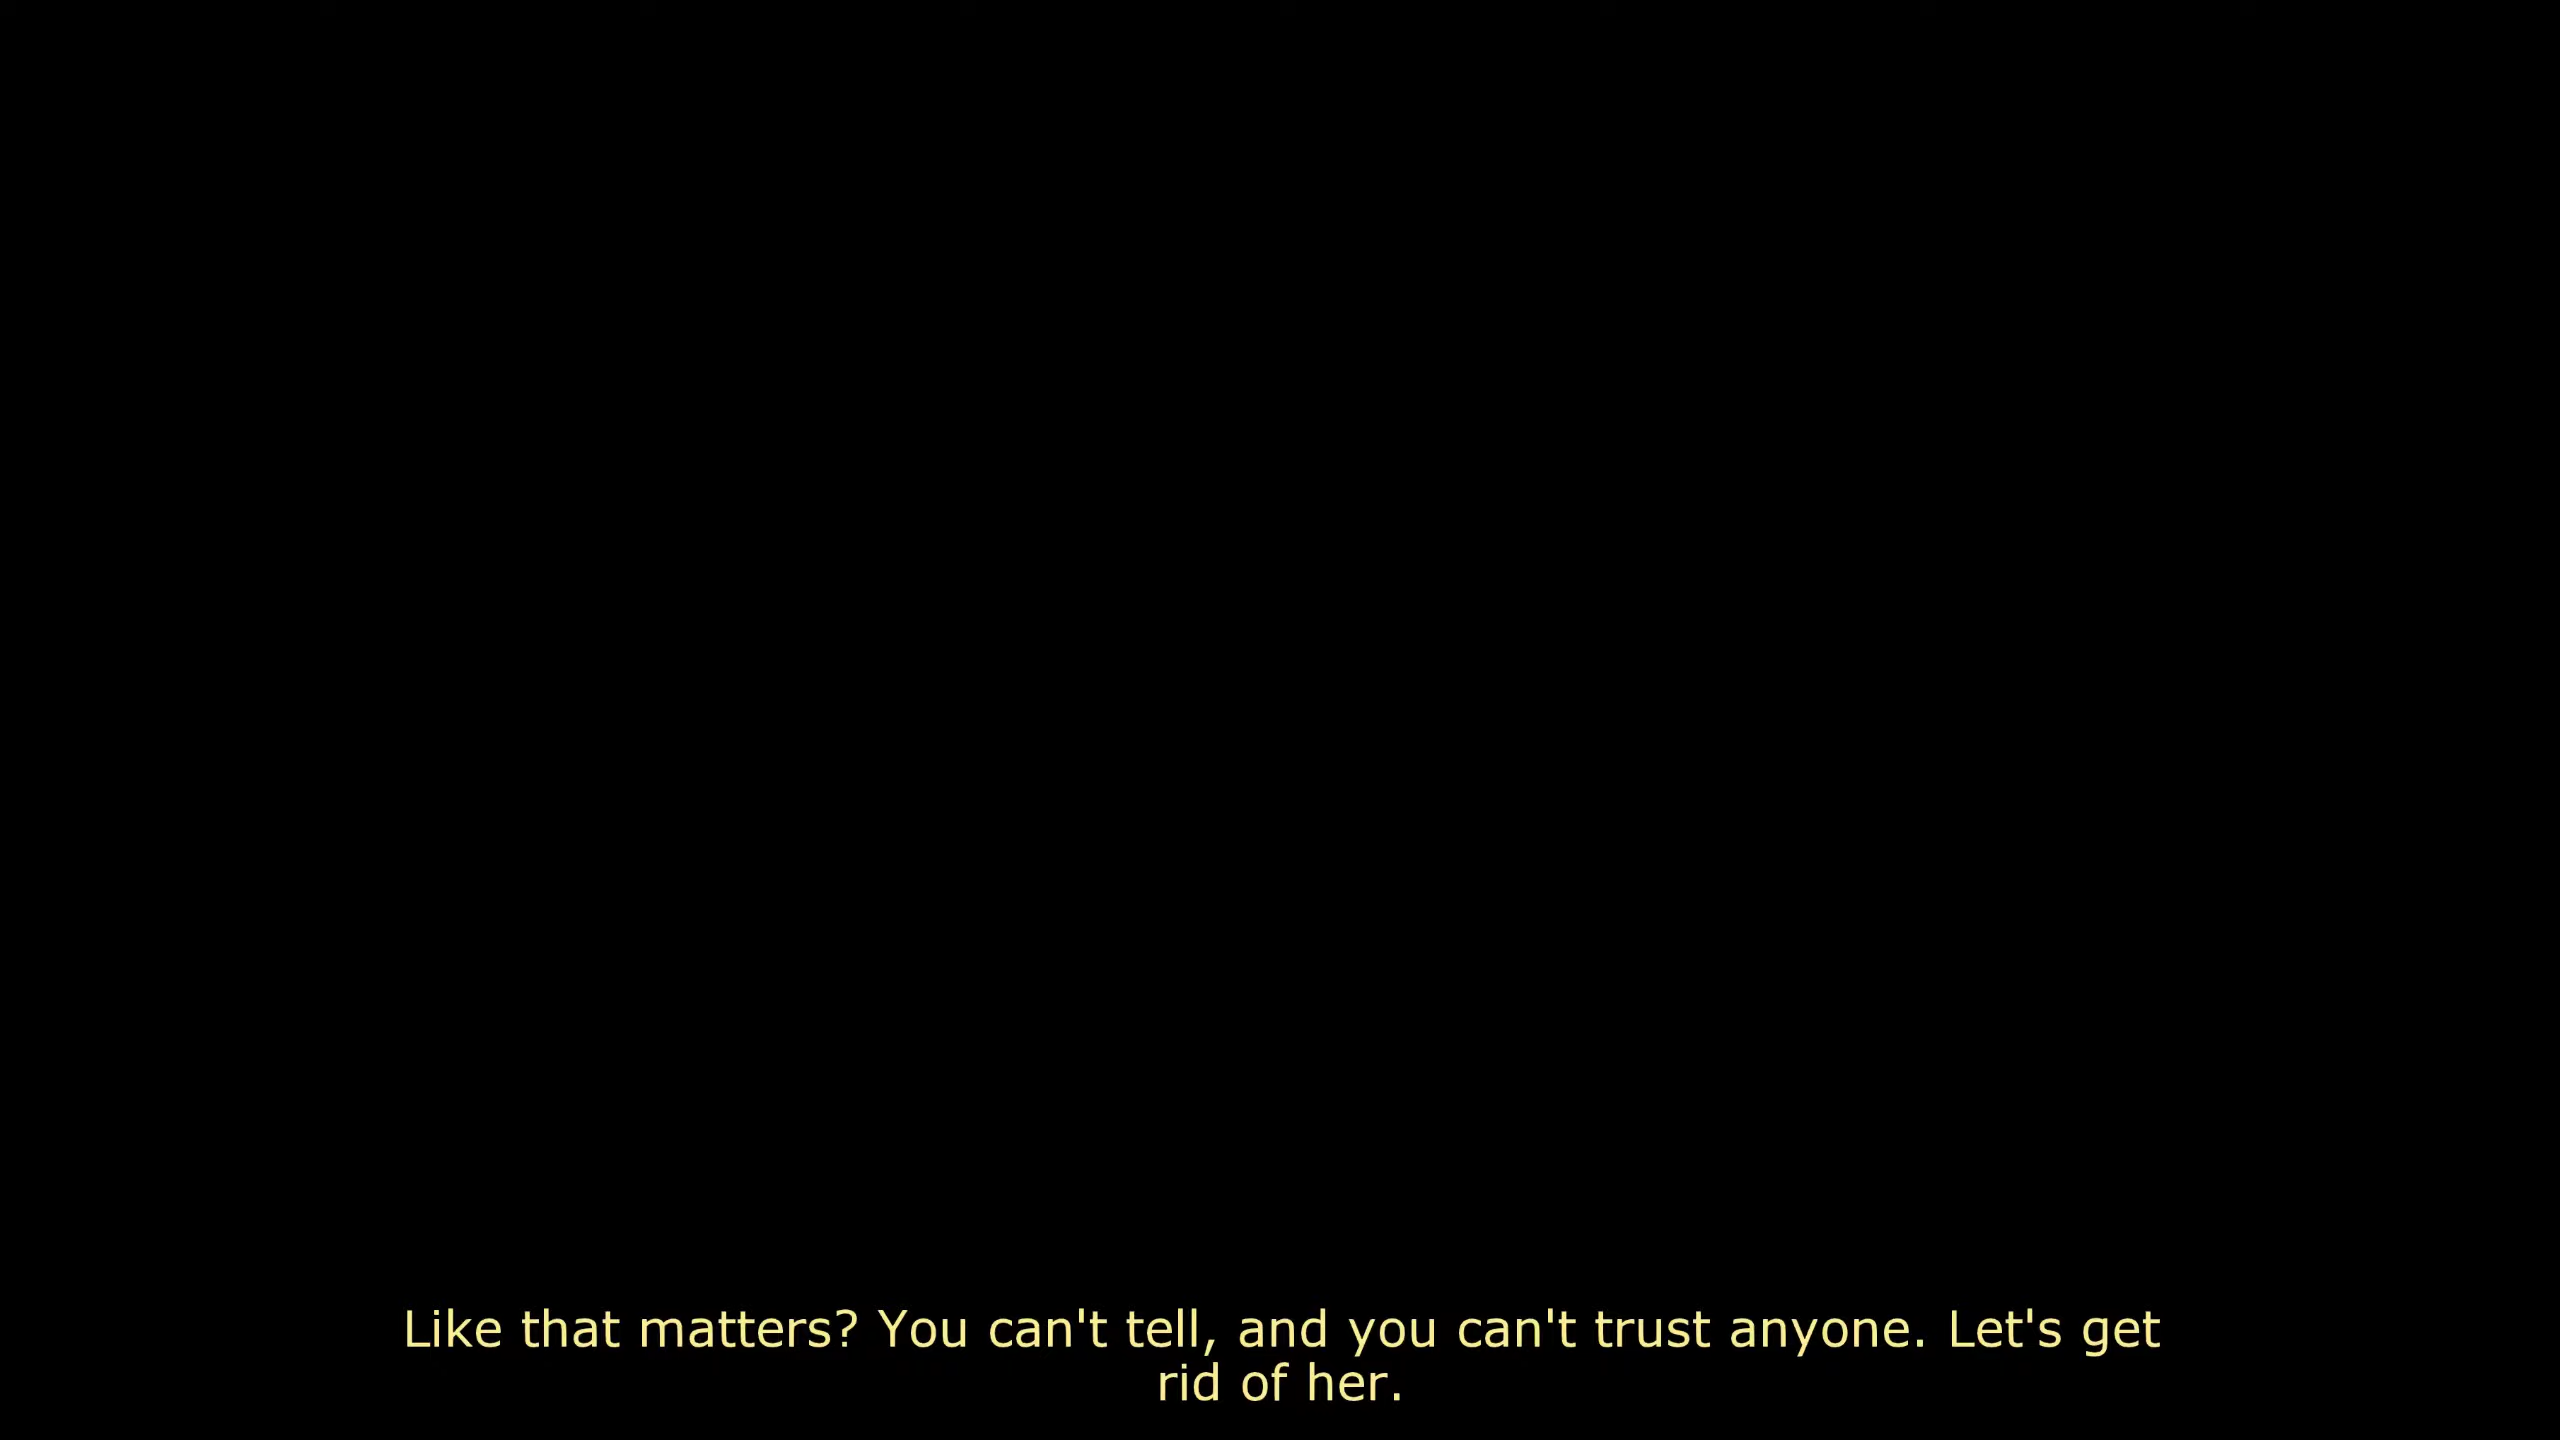 Like that matters? You can't tell, and you can't trust anyone. Let's get
rid of her.